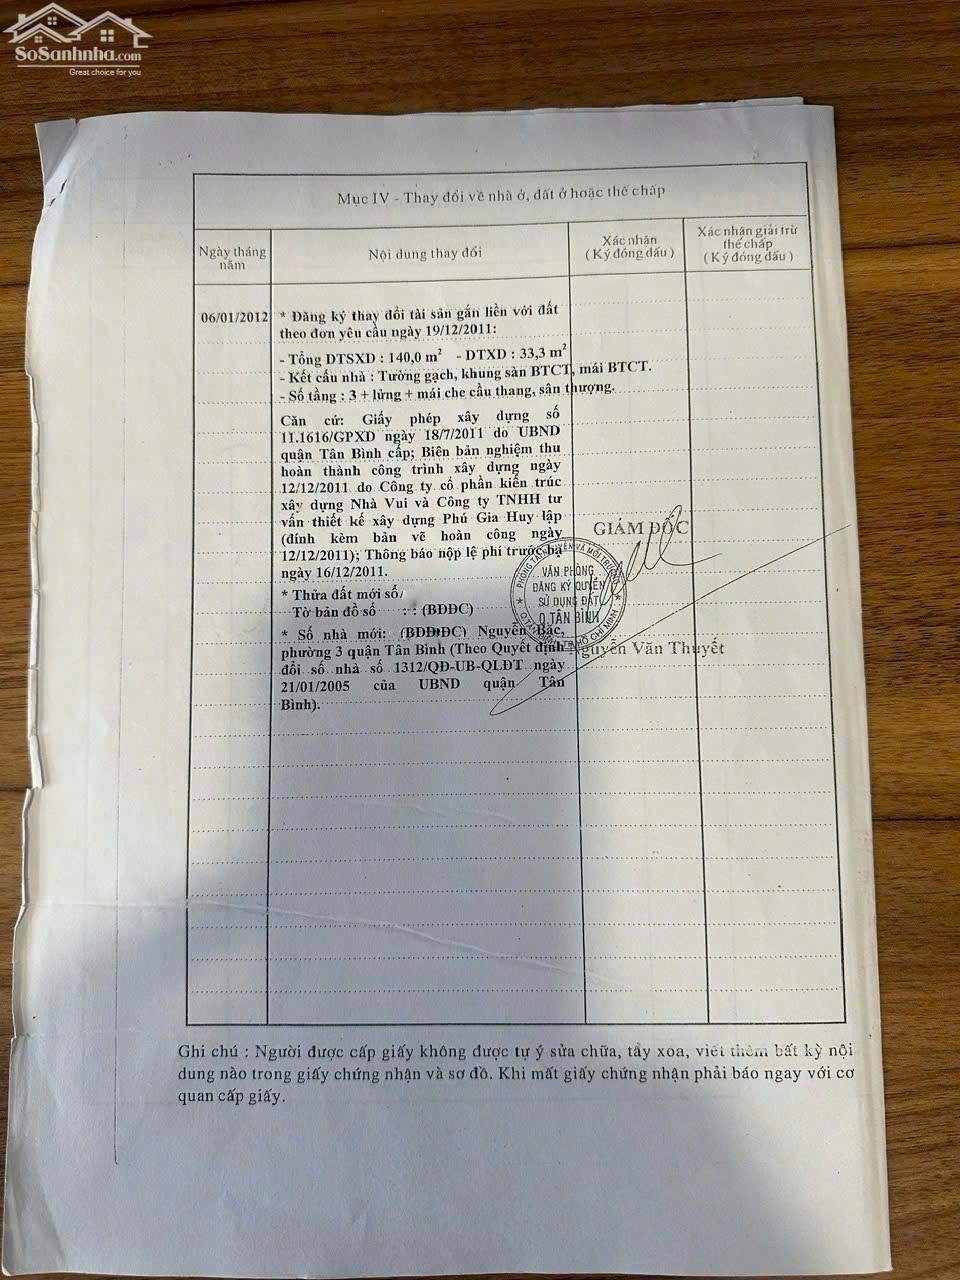 SoSanhnha.com
Great choice for you
Mục IV - Thay đổi về nhà ở, đất ở hoặc thế chấp
Ngày tháng năm
Nội dung thay đổi
Xác nhận
( Ký đóng dấu )
Xác nhận giải trừ
thế chấp
( Ký đóng dấu )
06/01/2012
* Đăng ký thay đổi tài sản gắn liền với đất
theo đơn yêu cầu ngày 19/12/2011:
- Tổng DTSXD : 140,0 m² - DTXD : 33,3 m²
- Kết cấu nhà : Tường gạch, khung sàn BTCT, mái BTCT.
- Số tầng : 3 + lửng + mái che cầu thang, sân thượng.
Căn cứ: Giấy phép xây dựng số
11.1616/GPXD ngày 18/7/2011 do UBND
quận Tân Bình cấp; Biên bản nghiệm thu
hoàn thành công trình xây dựng ngày
12/12/2011 do Công ty cổ phần kiến trúc
xây dựng Nhà Vui và Công ty TNHH tư
vấn thiết kế xây dựng Phú Gia Huy lập
(đính kèm bản vẽ hoàn công ngày
12/12/2011); Thông báo nộp lệ phí trước bạ
ngày 16/12/2011.
* Thửa đất mới số
Tờ bản đồ số : : (BĐĐC)
* Số nhà mới: (BĐĐĐC) Nguyễn Bặc,
phường 3 quận Tân Bình (Theo Quyết định
đổi số nhà số 1312/QĐ-UB-QLĐT ngày
21/01/2005 của UBND quận Tân
Bình).
GIÁM ĐỐC
PHÒNG TÀI NGUYÊN VÀ MÔI TRƯỜNG
VĂN PHÒNG
ĐĂNG KÝ QUYỀN
SỬ DỤNG ĐẤT
Q.TÂN BÌNH
Nguyễn Văn Thuyết
Ghi chú : Người được cấp giấy không được tự ý sửa chữa, tẩy xoa, viết thêm bất kỳ nội
dung nào trong giấy chứng nhận và sơ đồ. Khi mất giấy chứng nhận phải báo ngay với cơ
quan cấp giấy.